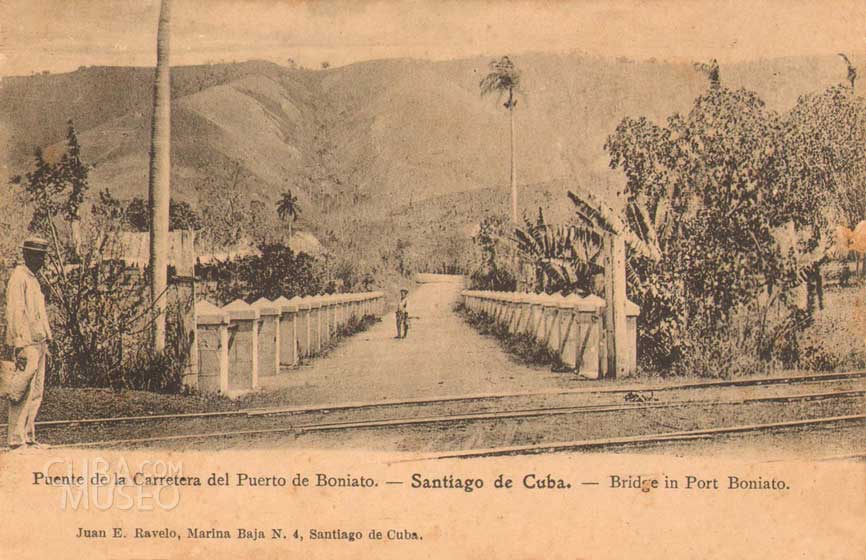 Puente de la Carretera del Puerto de Boniato. — Santiago de Cuba. — Bridge in Port Boniato.
CUBA.COM
MUSEO
Juan E. Ravelo, Marina Baja N. 4, Santiago de Cuba.